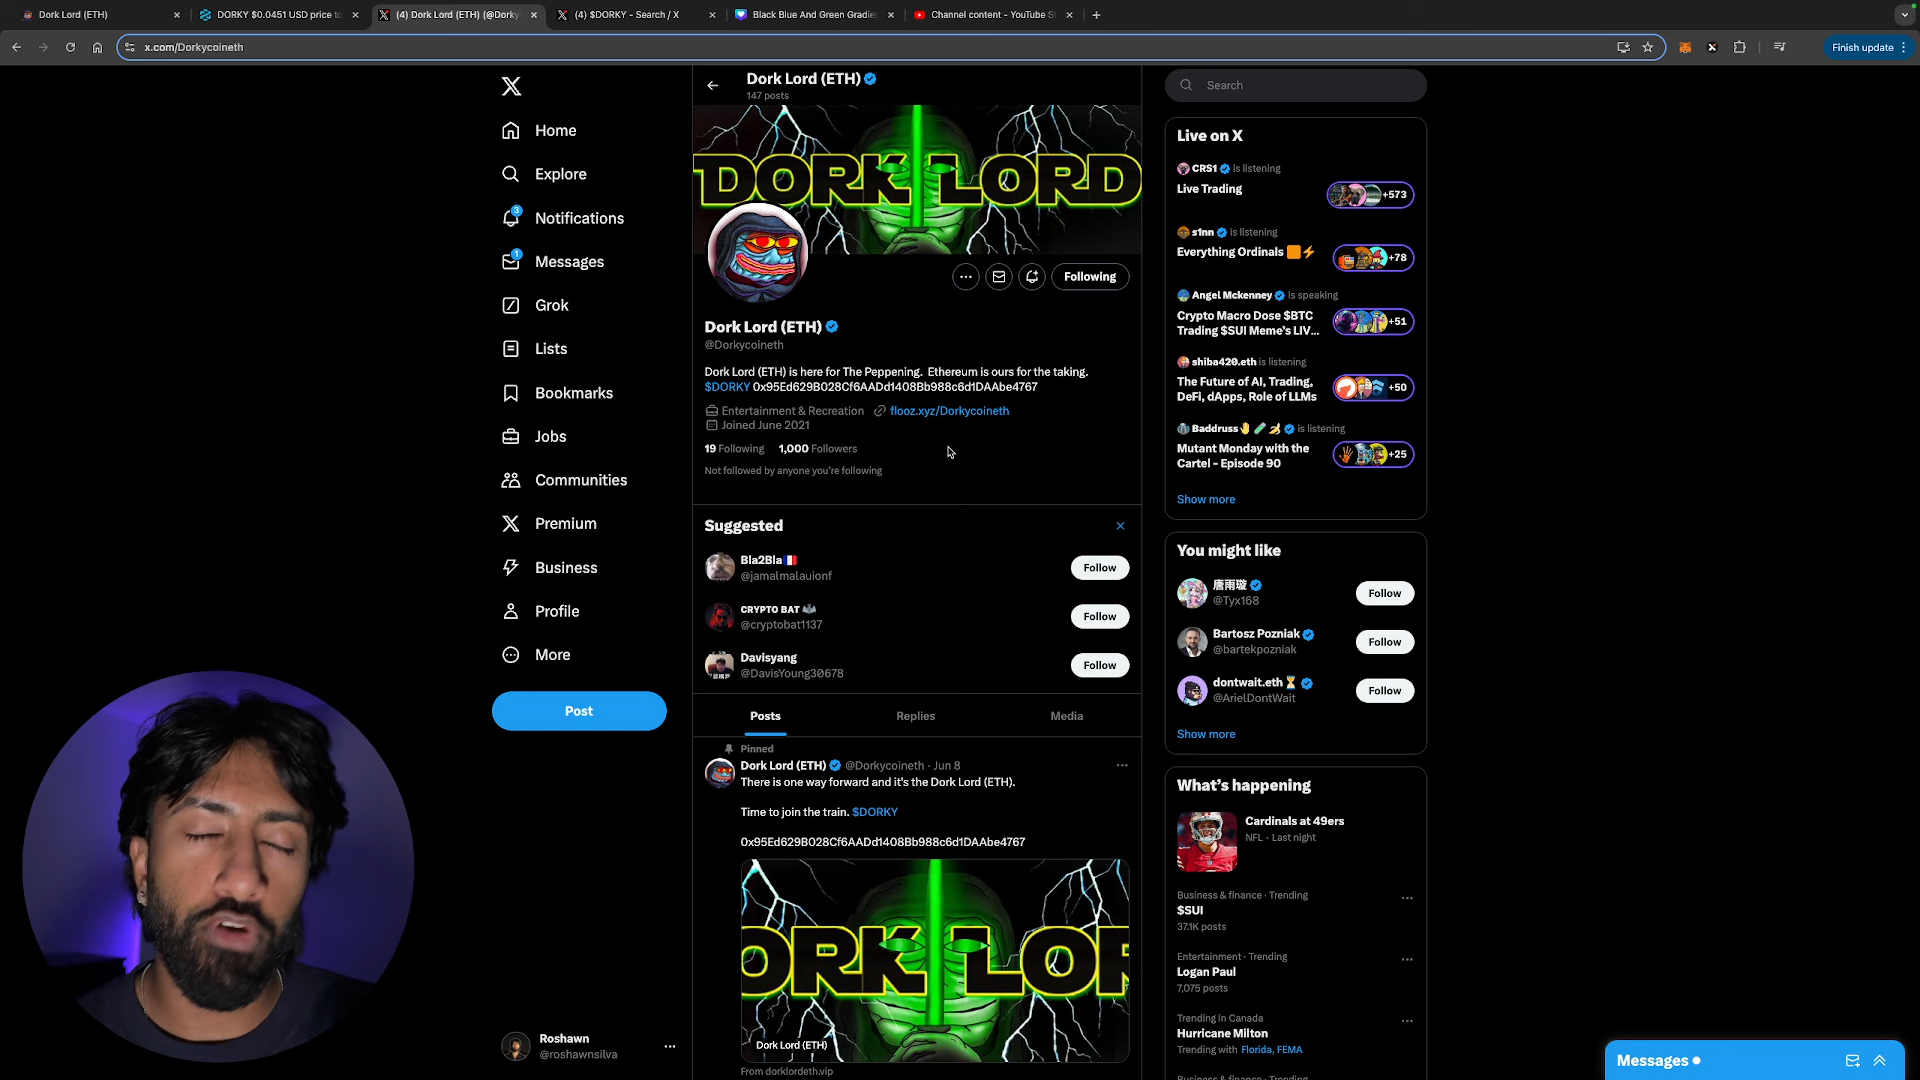 Dork Lord (ETH)
DORKY $0.0451 USD price to
(4) Dork Lord (ETH) (@Dorky
(4) $DORKY - Search / X
Black Blue And Green Gradie
Channel content - YouTube S
x.com/Dorkycoineth
Finish update
Home
Explore
3
Notifications
1
Messages
Grok
Lists
Bookmarks
Jobs
Communities
Premium
Business
Profile
More
Post
Roshawn
@roshawnsilva
Dork Lord (ETH)
147 posts
DORK LORD
Following
Dork Lord (ETH)
@Dorkycoineth
Dork Lord (ETH) is here for The Peppening. Ethereum is ours for the taking.
$DORKY 0x95Ed629B028Cf6AADd1408Bb988c6d1DAAbe4767
Entertainment & Recreation flooz.xyz/Dorkycoineth
Joined June 2021
19 Following 1,000 Followers
Not followed by anyone you're following
Suggested
Bla2Bla
@jamalmalauionf
Follow
CRYPTO BAT
@cryptobat1137
Follow
Davisyang
@DavisYoung30678
Follow
Posts Replies Media
Pinned
Dork Lord (ETH) @Dorkycoineth · Jun 8
There is one way forward and it's the Dork Lord (ETH).
Time to join the train. $DORKY
0x95Ed629B028Cf6AADd1408Bb988c6d1DAAbe4767
ORK LOR
Dork Lord (ETH)
From dorklordeth.vip
Search
Live on X
CRS1 is listening
Live Trading
+573
s1nn is listening
Everything Ordinals
+78
Angel Mckenney is speaking
Crypto Macro Dose $BTC
Trading $SUI Meme's LIV...
+51
shiba420.eth is listening
The Future of AI, Trading,
DeFi, dApps, Role of LLMs
+50
Baddruss is listening
Mutant Monday with the
Cartel - Episode 90
+25
Show more
You might like
唐雨璇
@Tyx168
Follow
Bartosz Pozniak
@bartekpozniak
Follow
dontwait.eth
@ArielDontWait
Follow
Show more
What's happening
Cardinals at 49ers
NFL · Last night
Business & finance · Trending
$SUI
37.1K posts
Entertainment · Trending
Logan Paul
7,075 posts
Trending in Canada
Hurricane Milton
Trending with Florida, FEMA
Business & finance · Trending
Messages